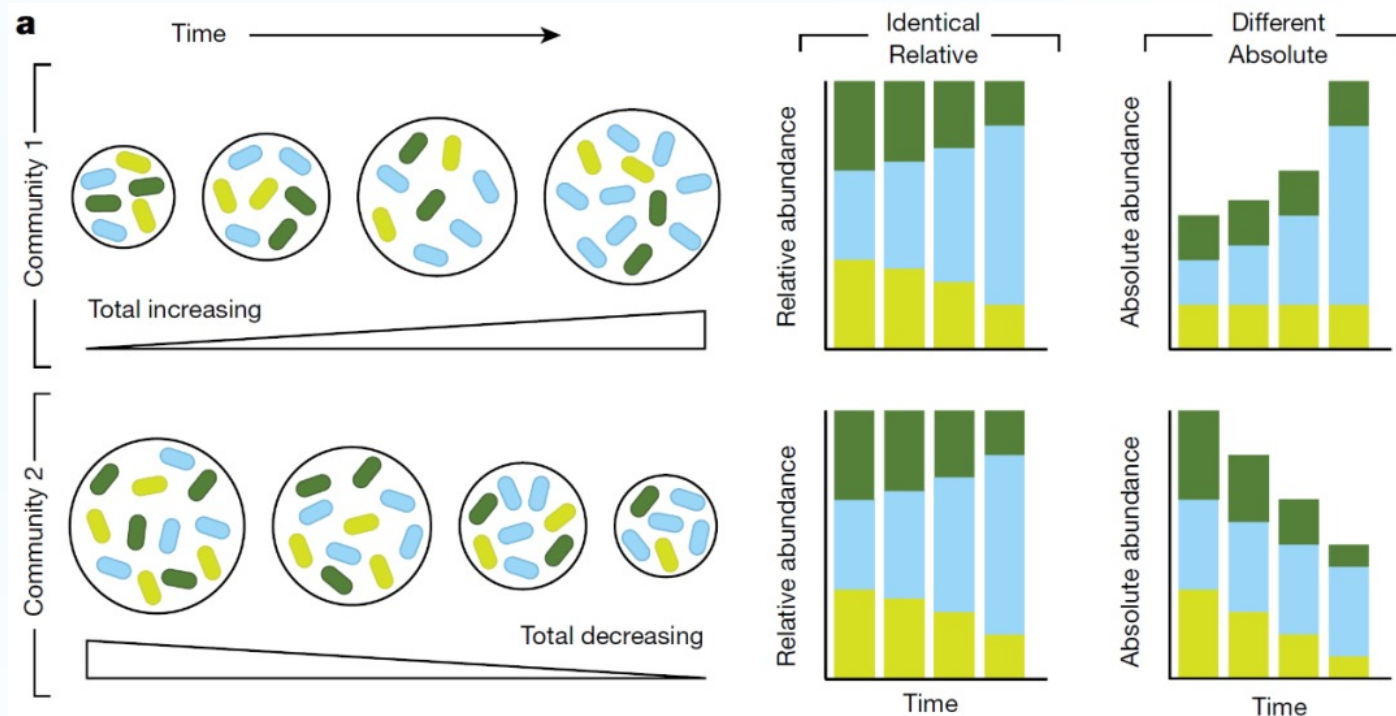 a
Time
Identical
Relative
Different
Absolute
Community 1
Total increasing
Relative abundance
Absolute abundance
Community 2
Total decreasing
Relative abundance
Time
Absolute abundance
Time